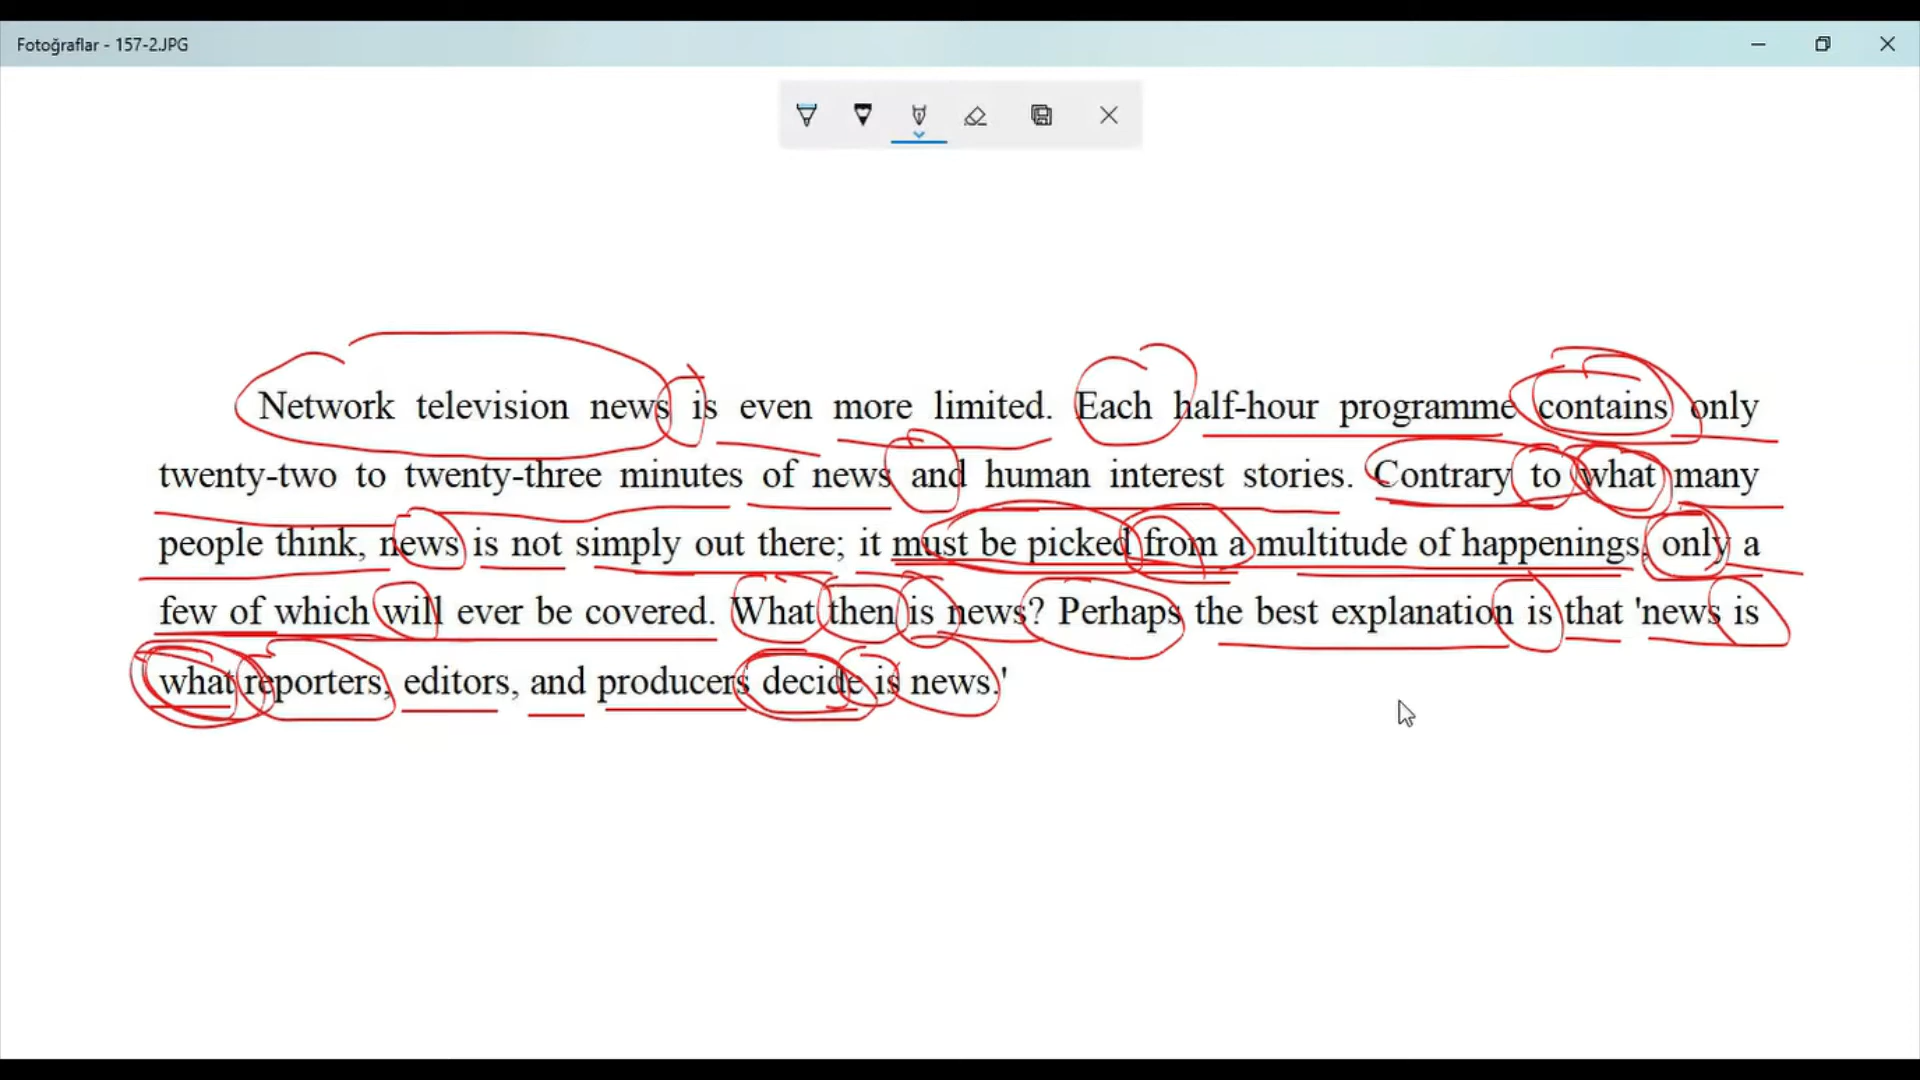 Fotoğraflar - 157-2.JPG
Network television news is even more limited. Each half-hour programme contains only
twenty-two to twenty-three minutes of news and human interest stories. Contrary to what many
people think, news is not simply out there; it must be picked from a multitude of happenings, only a
few of which will ever be covered. What then is news? Perhaps the best explanation is that 'news is
what reporters, editors, and producers decide is news.'